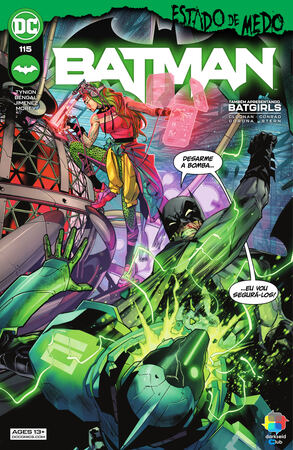 DC
115
ESTADO DE MEDO
BATMAN
TYNION
BENGAL
JIMENEZ
MOREY
TAMBÉM APRESENTANDO:
BATGIRLS
CLOONAN • CONRAD
CORONA • STERN
DESARME
A BOMBA...
...EU VOU
SEGURÁ-LOS!
AGES 13+
DCCOMICS.COM
darkseid
Club